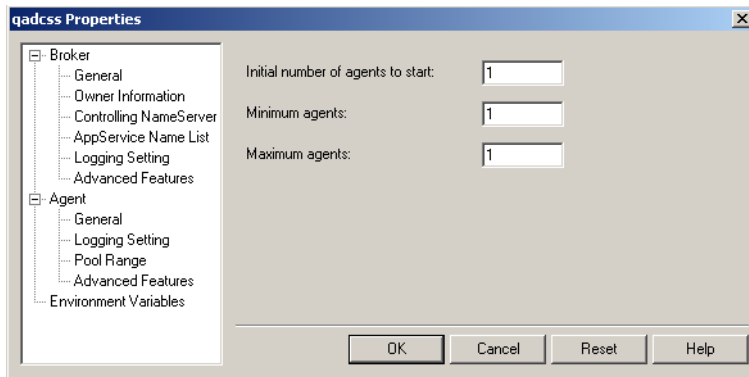 qadcss Properties
Broker
General
Owner Information
Controlling NameServer
AppService Name List
Logging Setting
Advanced Features
Agent
General
Logging Setting
Pool Range
Advanced Features
Environment Variables
Initial number of agents to start: 1
Minimum agents: 1
Maximum agents: 1
OK Cancel Reset Help